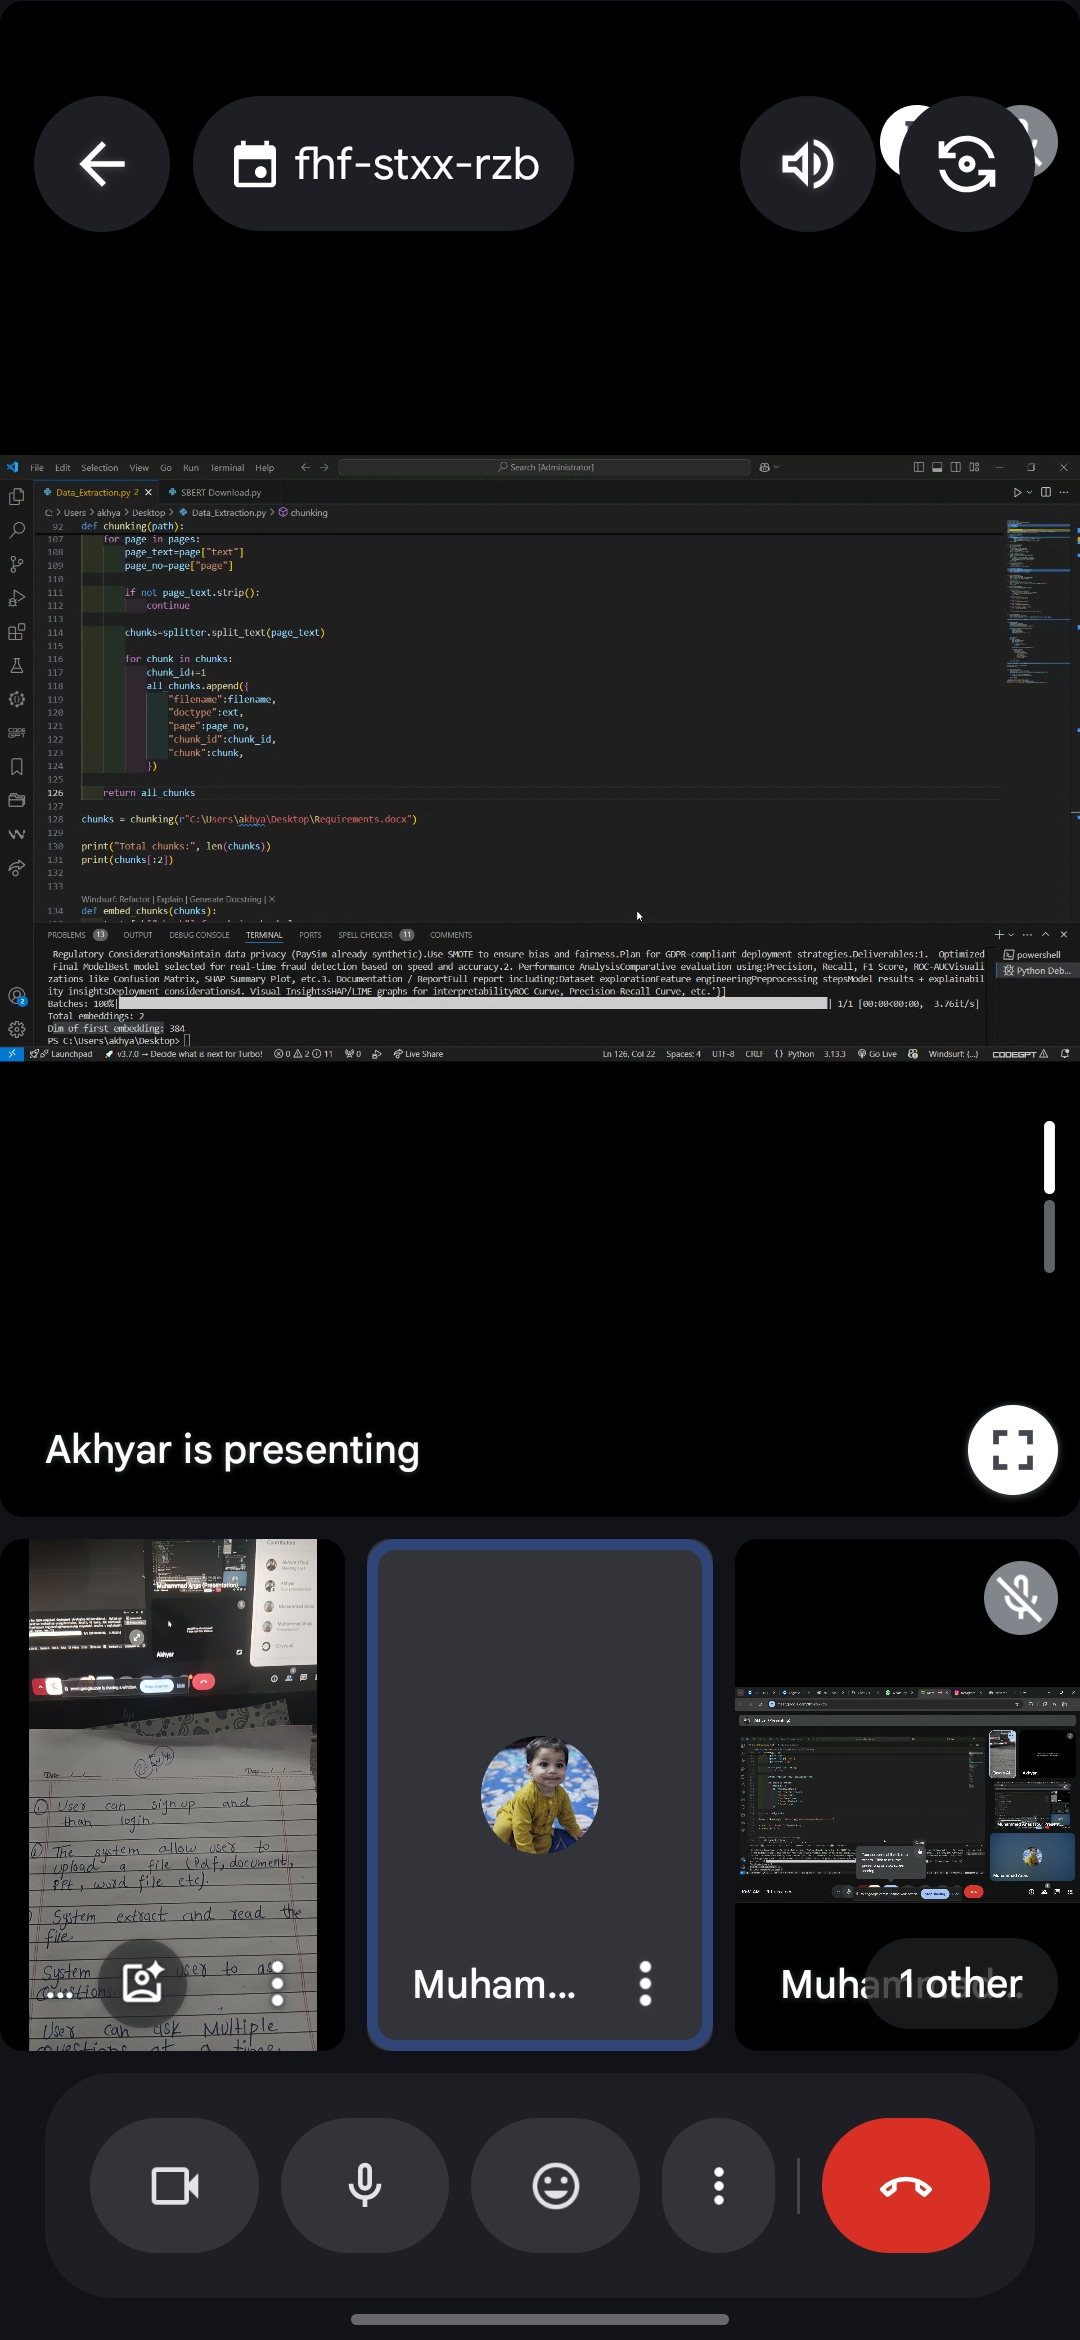 fhf-stxx-rzb
File Edit Selection View Go Run Terminal Help
Search [Administrator]
Data_Extraction.py 2
SBERT Download.py
C: > Users > akhya > Desktop > Data_Extraction.py > chunking
92 def chunking(path):
107 for page in pages:
108 page_text=page["text"]
109 page_no=page["page"]
110
111 if not page_text.strip():
112 continue
113
114 chunks=splitter.split_text(page_text)
115
116 for chunk in chunks:
117 chunk_id+=1
118 all_chunks.append({
119 "filename":filename,
120 "doctype":ext,
121 "page":page_no,
122 "chunk_id":chunk_id,
123 "chunk":chunk,
124 })
125
126 return all_chunks
127
128 chunks = chunking(r"C:\Users\akhya\Desktop\Requirements.docx")
129
130 print("Total chunks:", len(chunks))
131 print(chunks[:2])
132
133
Windsurf: Refactor | Explain | Generate Docstring | X
134 def embed_chunks(chunks):
PROBLEMS 13 OUTPUT DEBUG CONSOLE TERMINAL PORTS SPELL CHECKER 11 COMMENTS
powershell
Python Deb...
Regulatory ConsiderationsMaintain data privacy (PaySim already synthetic).Use SMOTE to ensure bias and fairness.Plan for GDPR-compliant deployment strategies.Deliverables:1. Optimized
Final ModelBest model selected for real-time fraud detection based on speed and accuracy.2. Performance AnalysisComparative evaluation using:Precision, Recall, F1 Score, ROC-AUCVisuali
zations like Confusion Matrix, SHAP Summary Plot, etc.3. Documentation / ReportFull report including:Dataset explorationFeature engineeringPreprocessing stepsModel results + explainabil
ity insightsDeployment considerations4. Visual InsightsSHAP/LIME graphs for interpretabilityROC Curve, Precision-Recall Curve, etc.'}]
Batches: 100% 1/1 [00:00<00:00, 3.76it/s]
Total embeddings: 2
Dim of first embedding: 384
PS C:\Users\akhya\Desktop>
Launchpad v3.7.0 → Decide what is next for Turbo! 0 2 11 0 Live Share
Ln 126, Col 22 Spaces: 4 UTF-8 CRLF {} Python 3.13.3 Go Live Windsurf: {...} CODEGPT
Akhyar is presenting
Contributors
Muhammad Anas (Presentation)
Akhyar
User can sign up and
than login.
The system allow user to
upload a file (Pdf, document,
PPt, word file etc).
System extract and read the
file
System user to as
Questions
User can ask Multiple
questions at a time
...
Muham...
Muha
1 other